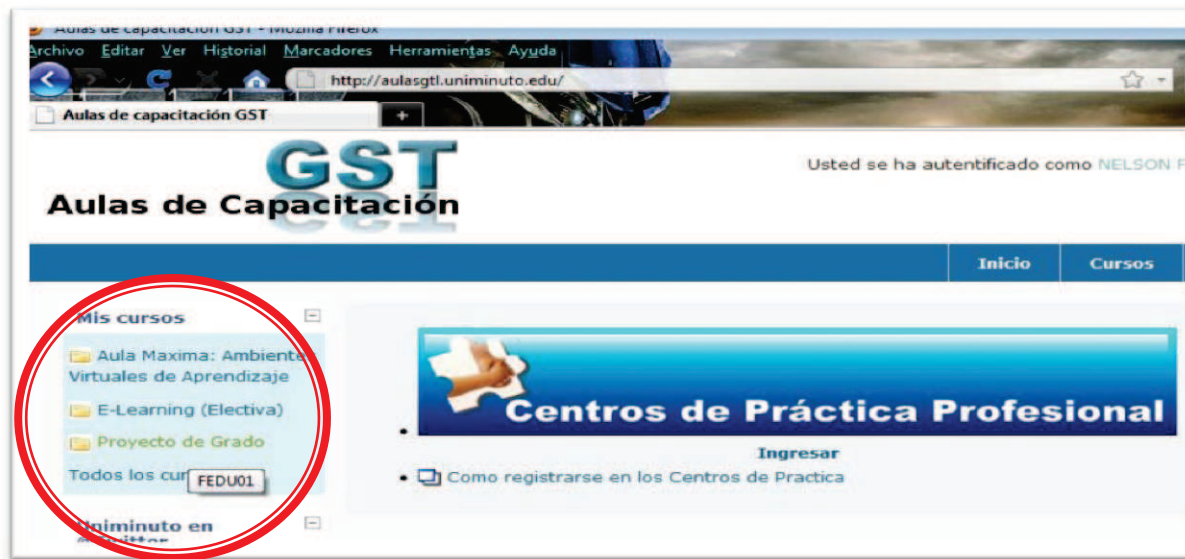 Aulas de capacitación GST - Mozilla Firefox
Archivo Editar Ver Historial Marcadores Herramientas Ayuda
http://aulasgtl.uniminuto.edu/
Aulas de capacitación GST
GST
Aulas de Capacitación
Usted se ha autentificado como NELSON
Inicio Cursos
Mis cursos
Aula Maxima: Ambientes
Virtuales de Aprendizaje
E-Learning (Electiva)
Proyecto de Grado
Todos los cur
FEDU01
Uniminuto en
Centros de Práctica Profesional
Ingresar
Como registrarse en los Centros de Practica